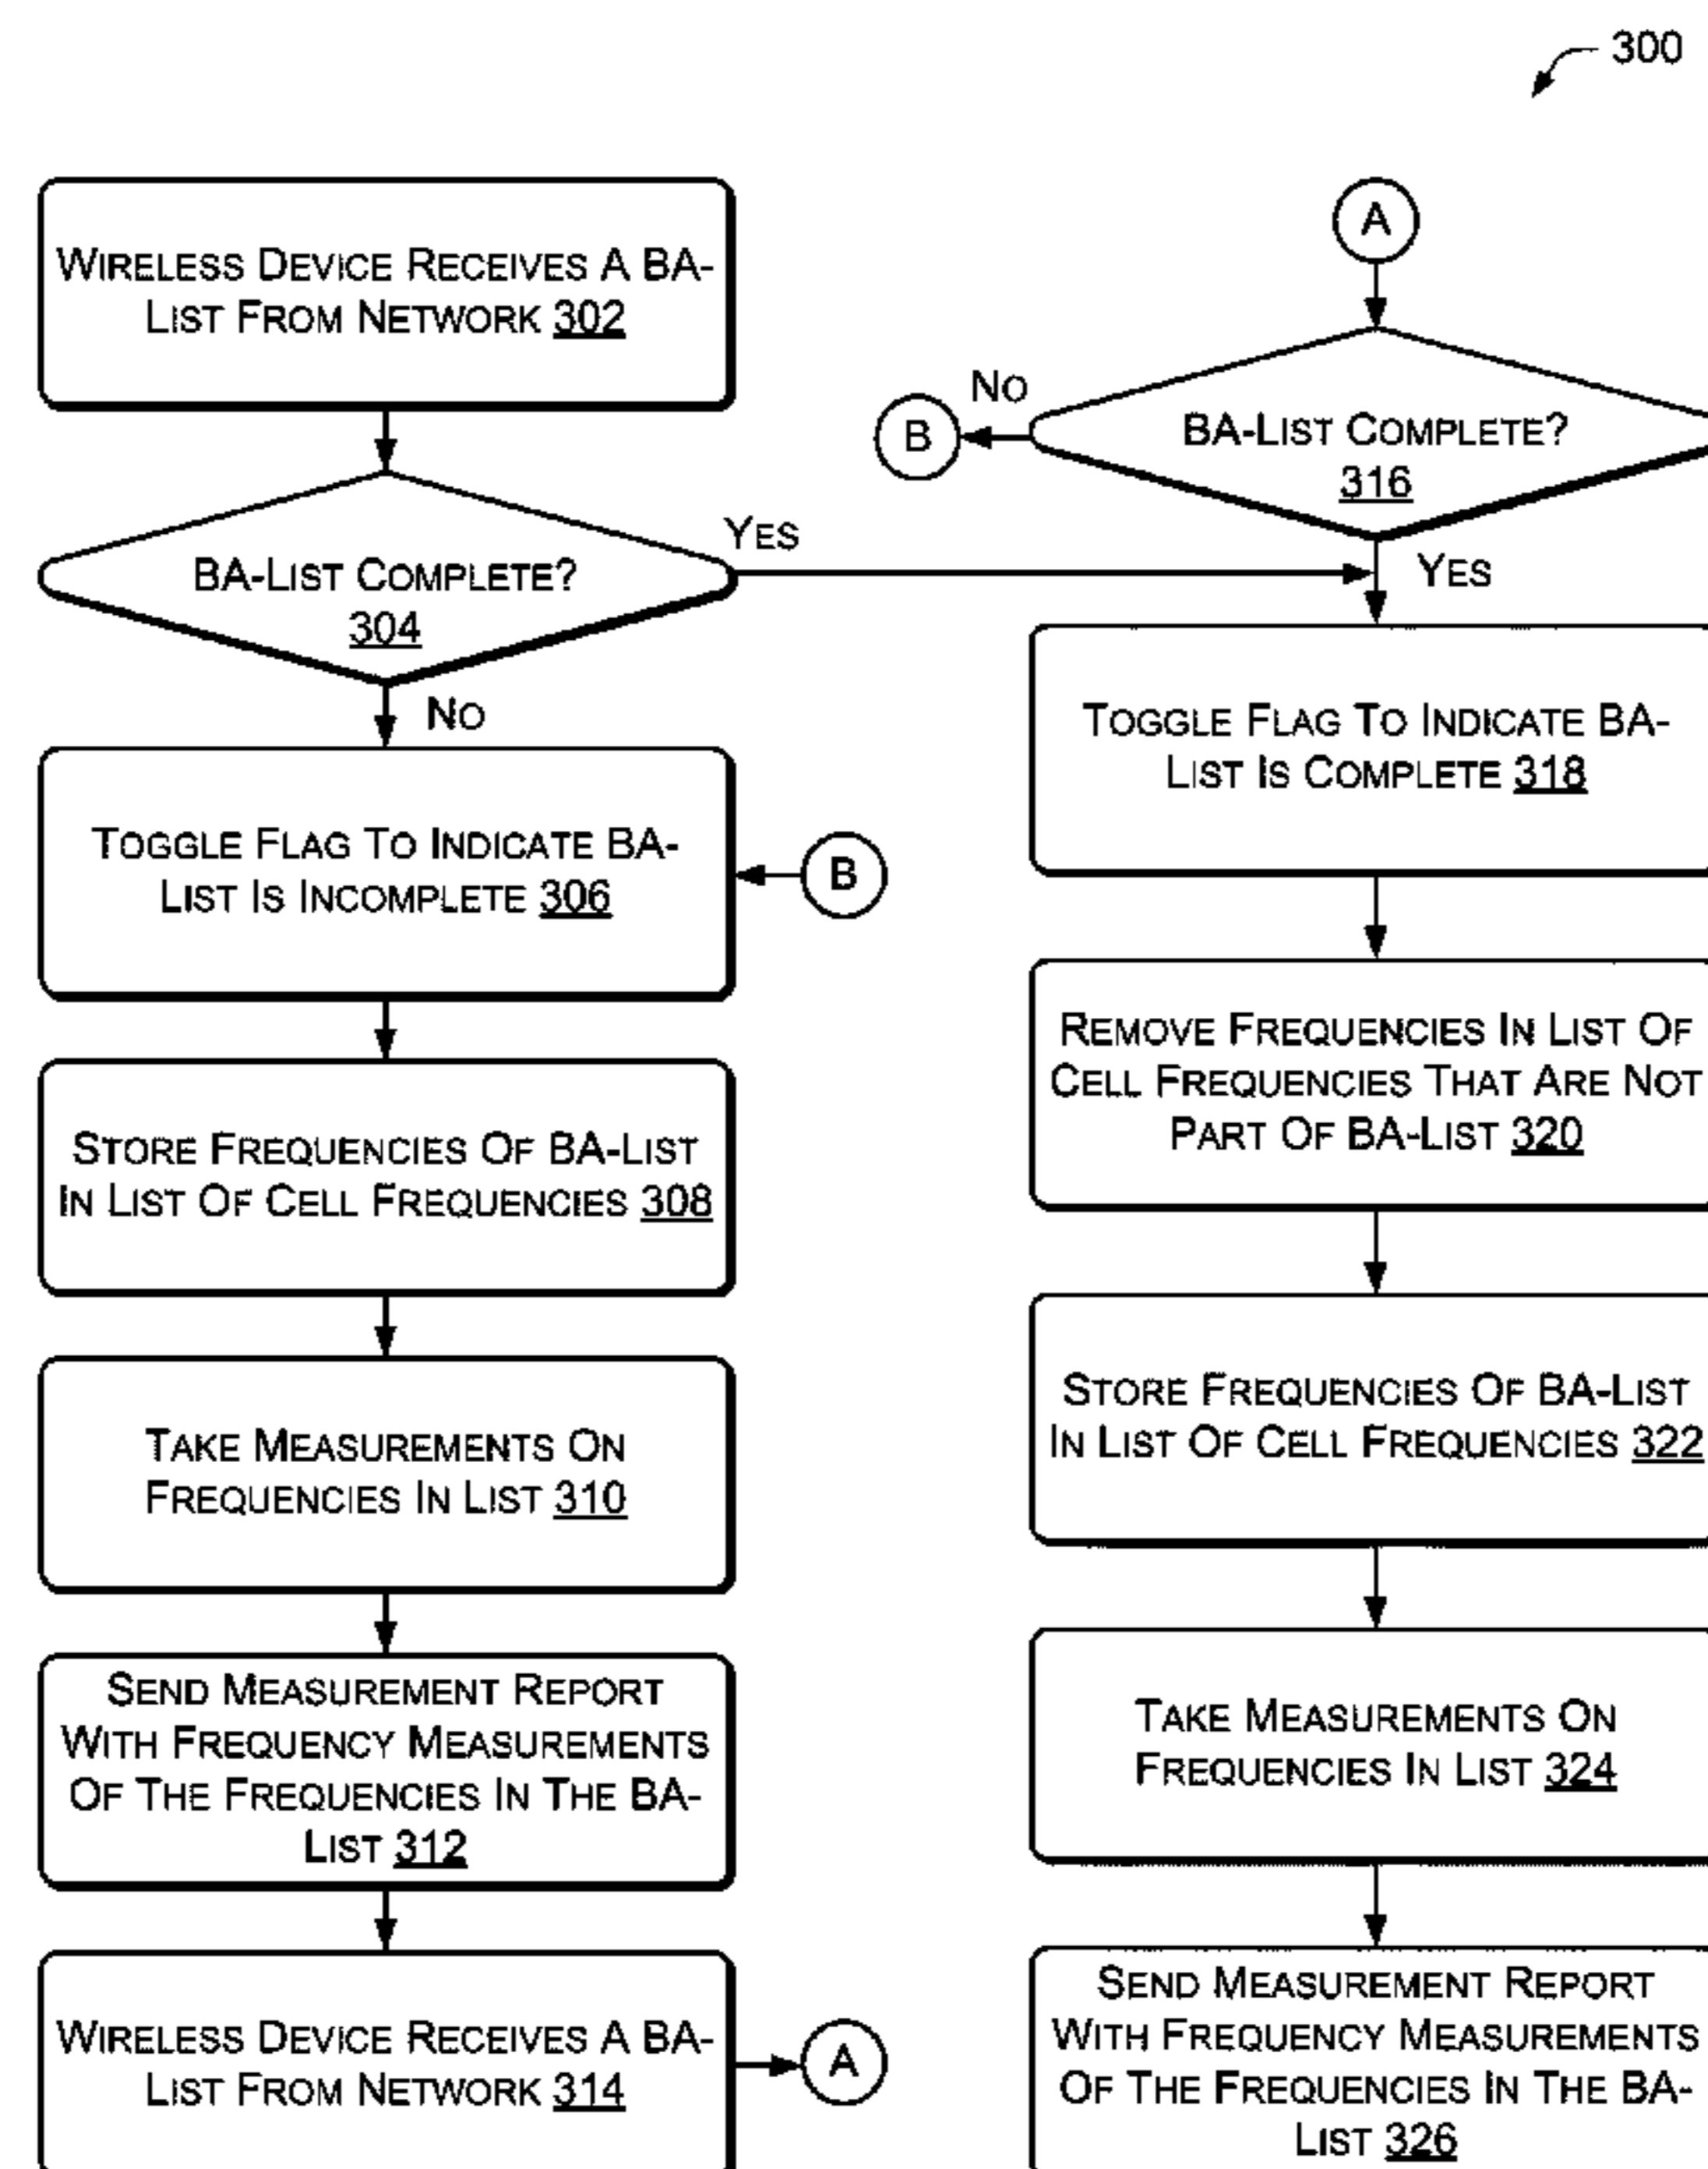 300
WIRELESS DEVICE RECEIVES A BA-
LIST FROM NETWORK 302
BA-LIST COMPLETE?
304
YES
NO
TOGGLE FLAG TO INDICATE BA-
LIST IS INCOMPLETE 306
B
STORE FREQUENCIES OF BA-LIST
IN LIST OF CELL FREQUENCIES 308
TAKE MEASUREMENTS ON
FREQUENCIES IN LIST 310
SEND MEASUREMENT REPORT
WITH FREQUENCY MEASUREMENTS
OF THE FREQUENCIES IN THE BA-
LIST 312
WIRELESS DEVICE RECEIVES A BA-
LIST FROM NETWORK 314
A
A
BA-LIST COMPLETE?
316
NO
B
YES
TOGGLE FLAG TO INDICATE BA-
LIST IS COMPLETE 318
REMOVE FREQUENCIES IN LIST OF
CELL FREQUENCIES THAT ARE NOT
PART OF BA-LIST 320
STORE FREQUENCIES OF BA-LIST
IN LIST OF CELL FREQUENCIES 322
TAKE MEASUREMENTS ON
FREQUENCIES IN LIST 324
SEND MEASUREMENT REPORT
WITH FREQUENCY MEASUREMENTS
OF THE FREQUENCIES IN THE BA-
LIST 326